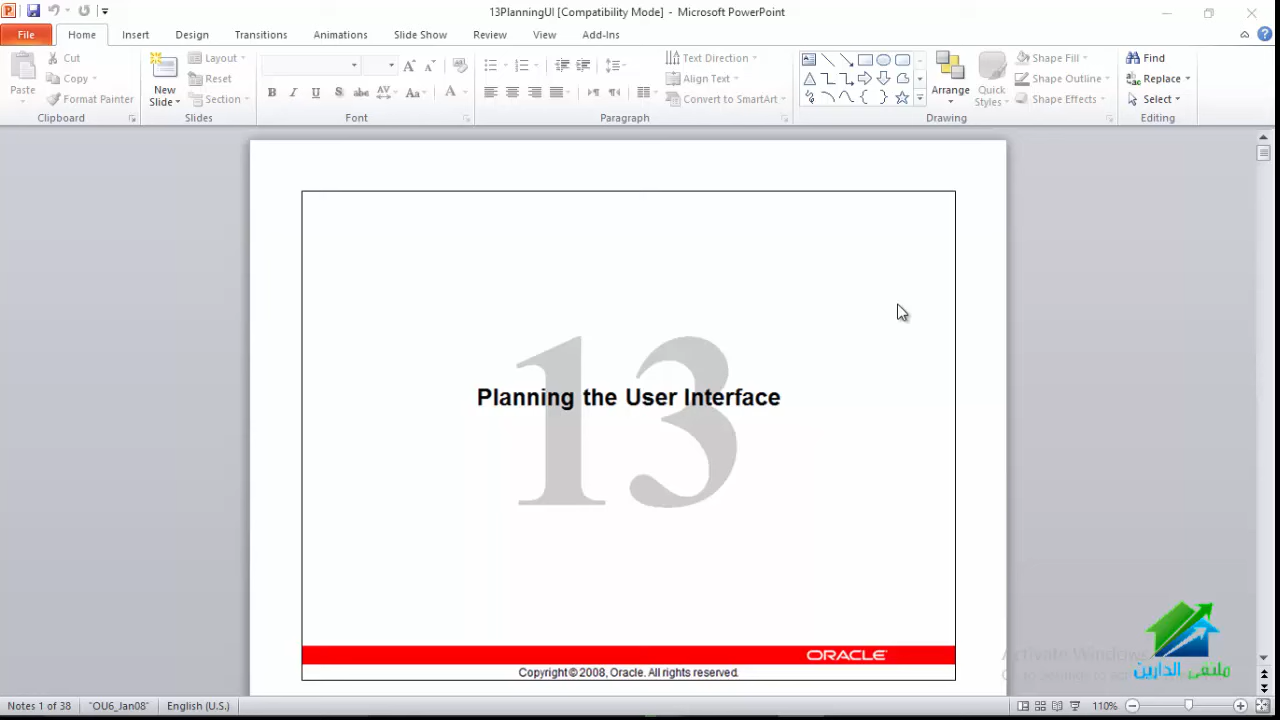 13PlanningUI [Compatibility Mode] - Microsoft PowerPoint
File Home Insert Design Transitions Animations Slide Show Review View Add-Ins
Paste
Cut
Copy
Format Painter
Clipboard
New Slide
Layout
Reset
Section
Slides
B I U S abc AV Aa A
Font
Text Direction
Align Text
Convert to SmartArt
Paragraph
Arrange
Quick Styles
Shape Fill
Shape Outline
Shape Effects
Drawing
Find
Replace
Select
Editing
13
Planning the User Interface
ORACLE
Copyright © 2008, Oracle. All rights reserved.
Activate Windows
ملتقى الدارين
Notes 1 of 38 "OU6_Jan08" English (U.S.) 110%